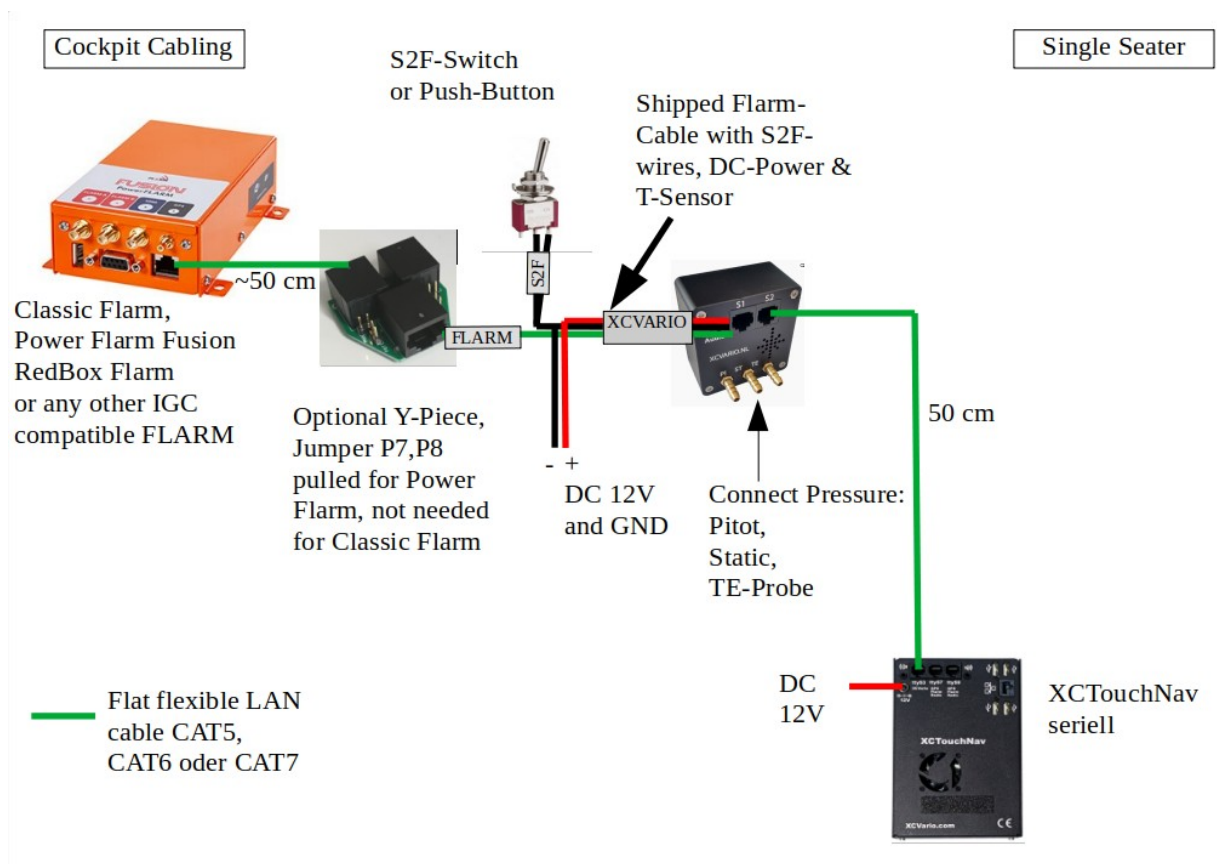 Cockpit Cabling
Single Seater
S2F-Switch
or Push-Button
Shipped Flarm-
Cable with S2F-
wires, DC-Power &
T-Sensor
FUSION
PowerFLARM
~50 cm
S2F
FLARM
XCVARIO
S1 S2
XCVARIO.NL
PI ST TE
Classic Flarm,
Power Flarm Fusion
RedBox Flarm
or any other IGC
compatible FLARM
Optional Y-Piece,
Jumper P7,P8
pulled for Power
Flarm, not needed
for Classic Flarm
- +
DC 12V
and GND
Connect Pressure:
Pitot,
Static,
TE-Probe
50 cm
Flat flexible LAN
cable CAT5,
CAT6 oder CAT7
DC
12V
XCTouchNav
XCVario.com
CE
XCTouchNav
seriell